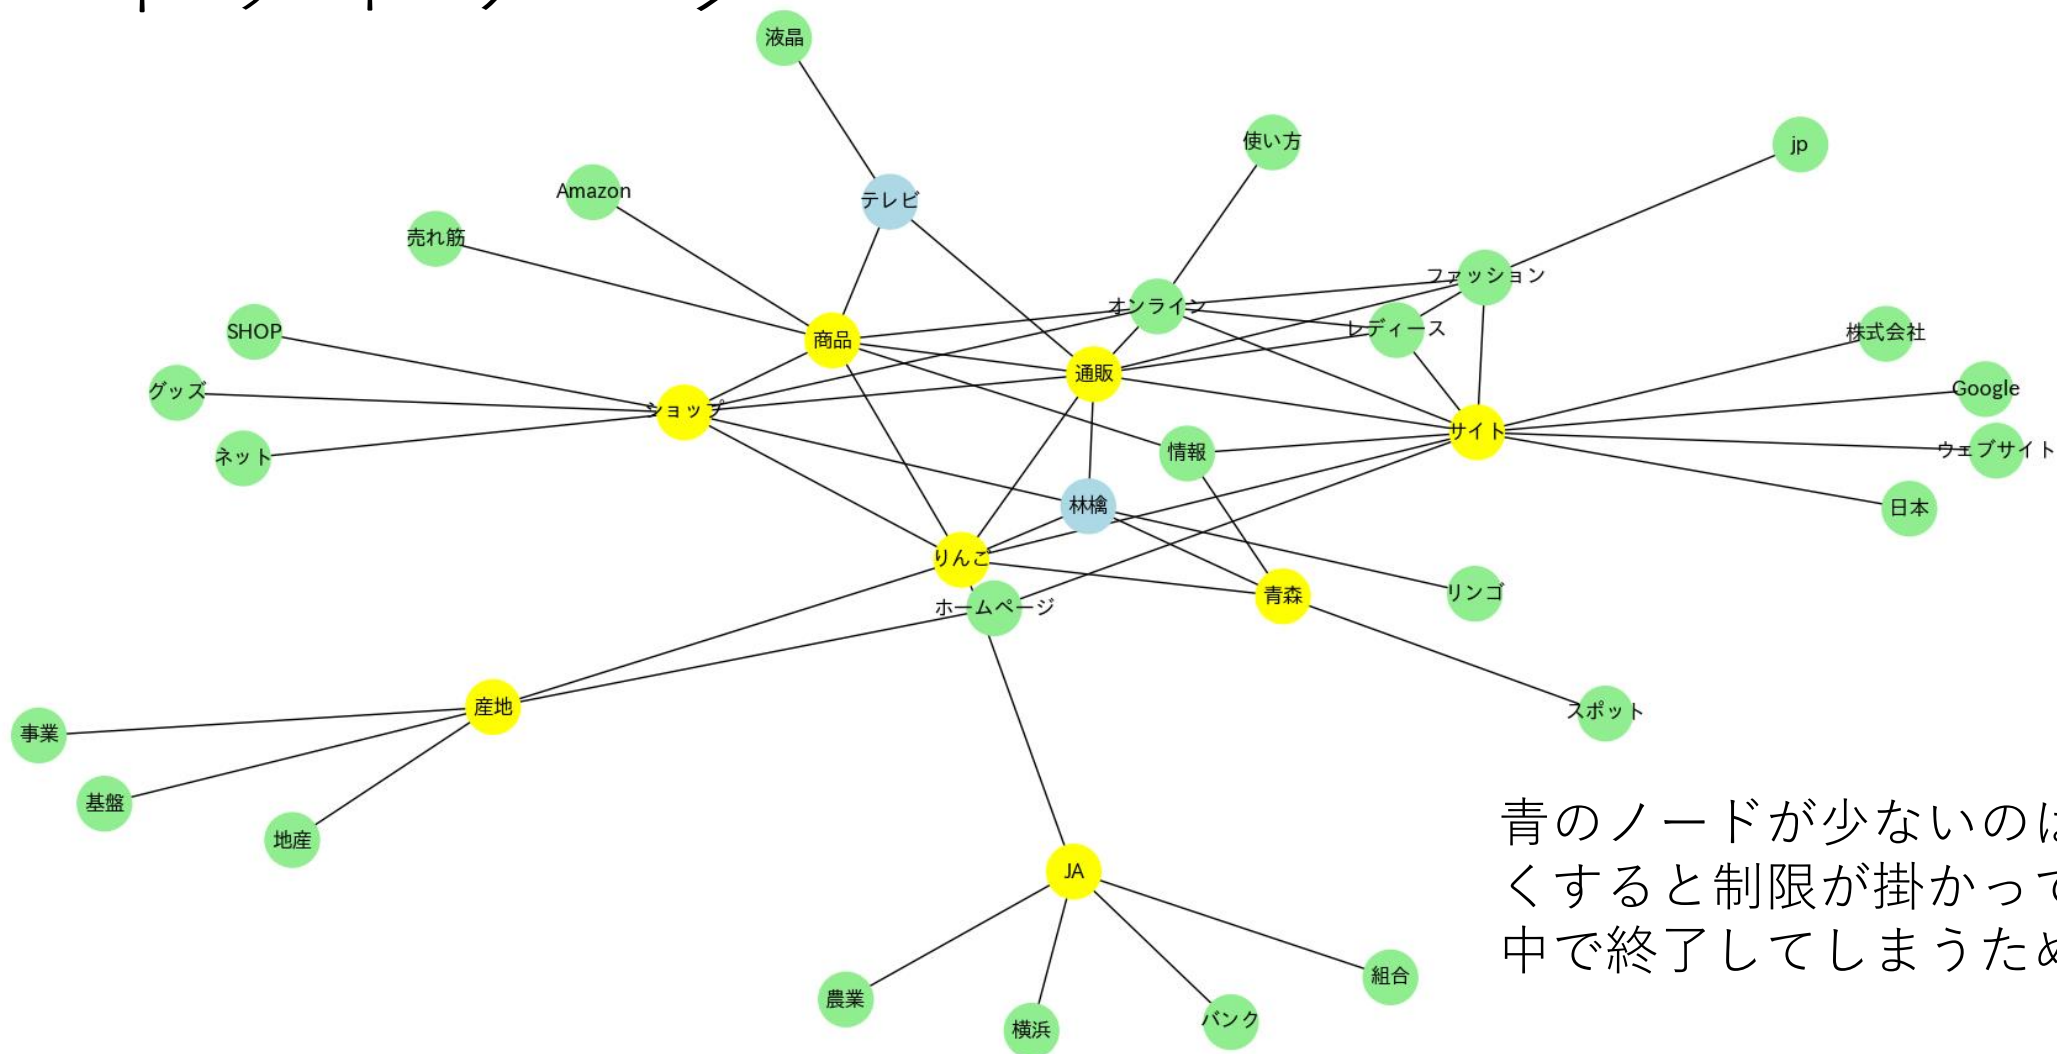 液晶
使い方
jp
Amazon
テレビ
売れ筋
ファッション
オンライン
レディース
SHOP
商品
株式会社
通販
グッズ
Google
ショップ
サイト
ネット
情報
ウェブサイト
林檎
日本
りんご
リンゴ
青森
ホームページ
産地
スポット
事業
基盤
地産
青のノードが少ないのは
くすると制限が掛かって
中で終了してしまうため
JA
組合
農業
バンク
横浜